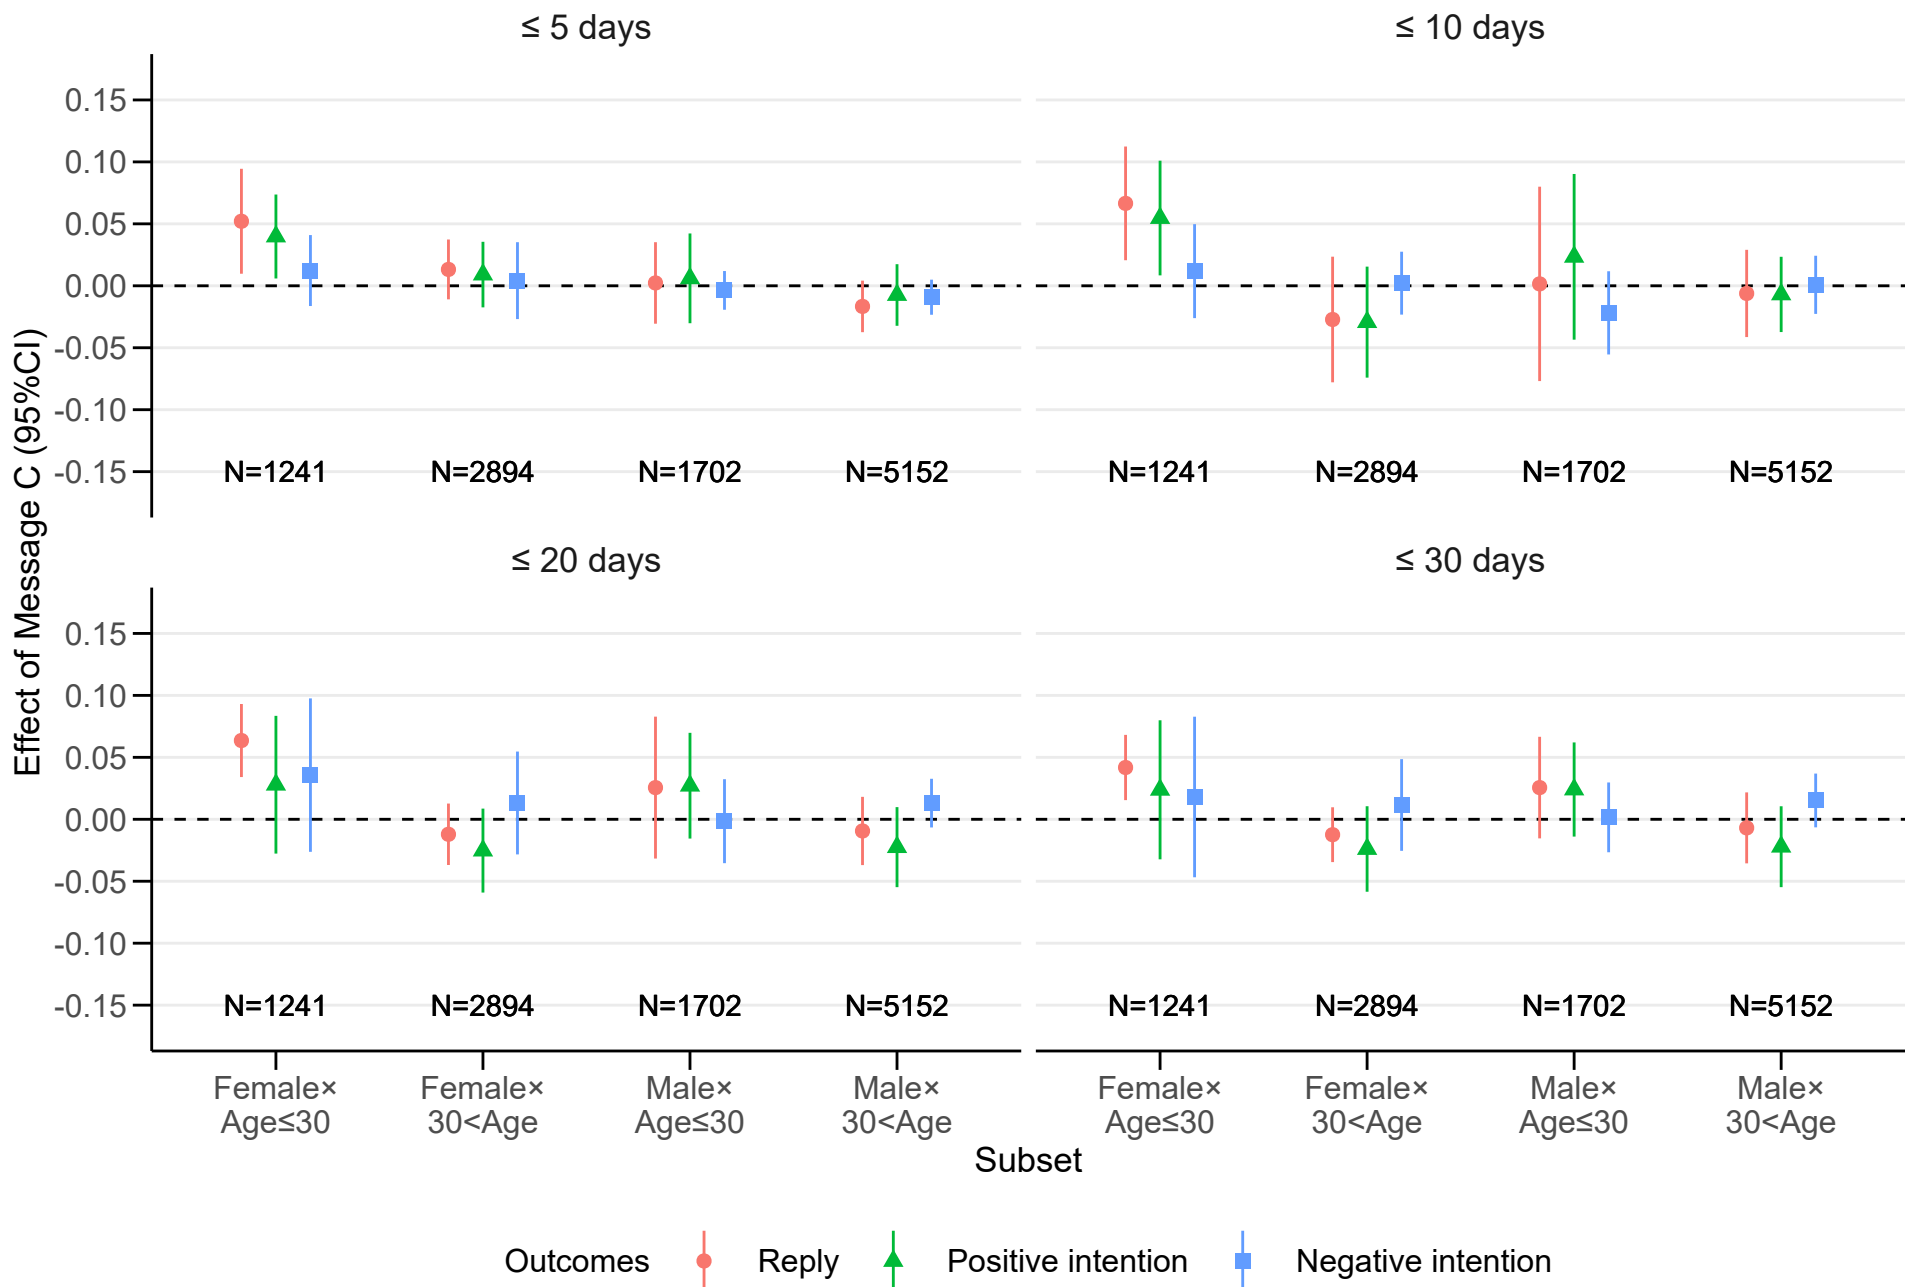 ≤ 5 days
≤ 10 days
0.15
0.10
0.05
0.00
-0.05
-0.10
-0.15
N=1241 N=2894 N=1702 N=5152
N=1241 N=2894 N=1702 N=5152
Effect of Message C (95%CI)
≤ 20 days
≤ 30 days
0.15
0.10
0.05
0.00
-0.05
-0.10
-0.15
N=1241 N=2894 N=1702 N=5152
N=1241 N=2894 N=1702 N=5152
Female× Female× Male× Male×
Age≤30 30<Age Age≤30 30<Age
Female× Female× Male× Male×
Age≤30 30<Age Age≤30 30<Age
Subset
Outcomes Reply Positive intention Negative intention